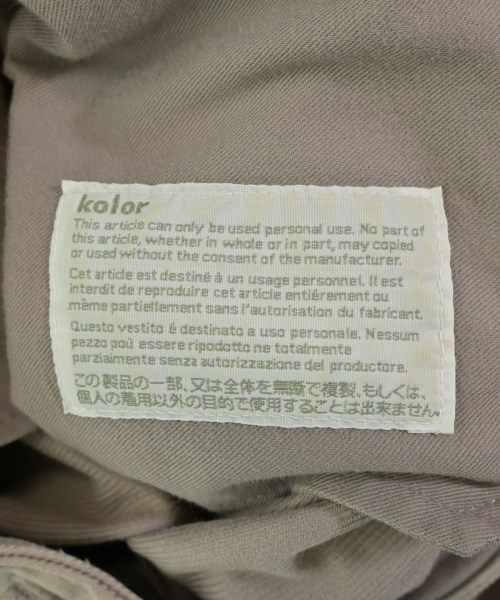 kolor
This article can only be used personal use. No part of
this article, whether in whole or in part, may copied
or used without the consent of the manufacturer.
Cet article est destiné à un usage personnel. Il est
interdit de reproduire cet article entiérement ou
même partiellement sans l'autorisation du fabricant.
Questo vestito é destinato a uso personale. Nessum
pezzo poù essere ripodotto ne totalmente
parziaimente senza autorizzazione del productore.
この製品の一部、又は全体を無断で複製、もしくは、
個人の着用以外の目的で使用することは出来ません。